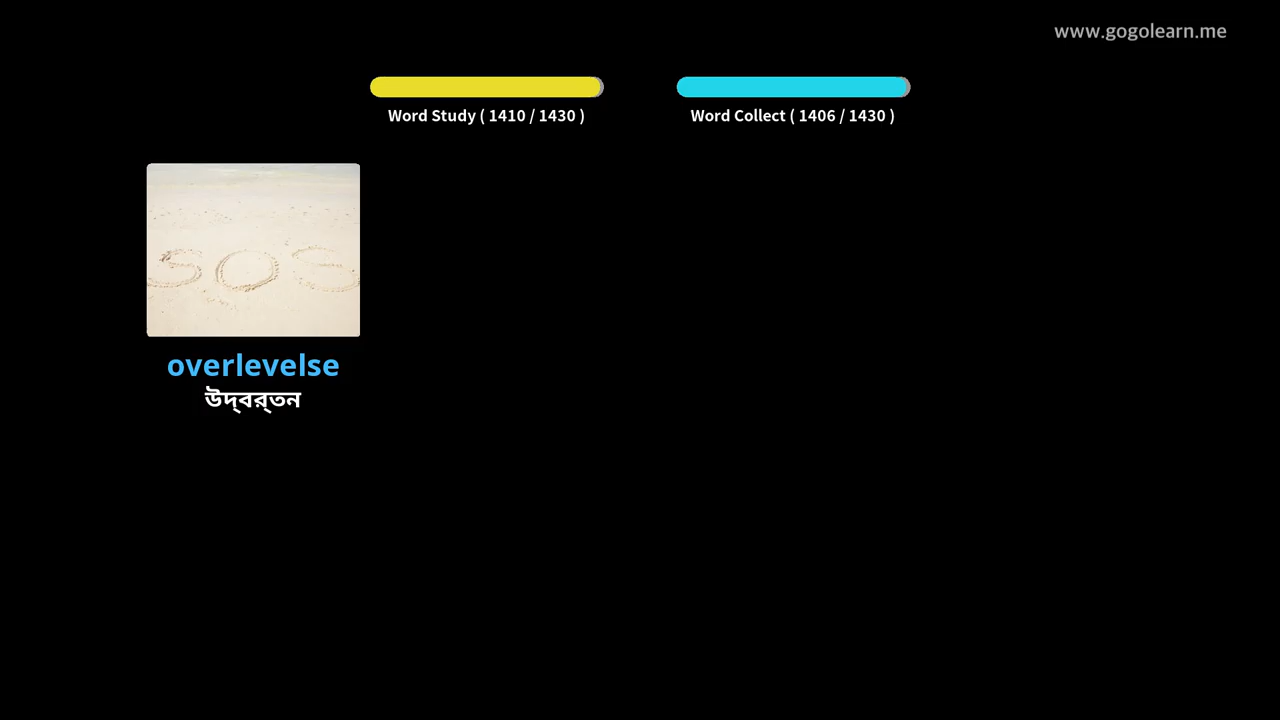 www.gogolearn.me
Word Study ( 1410 / 1430 )
Word Collect ( 1406 / 1430 )
SOS
overlevelse
উদ্‌বর্তন